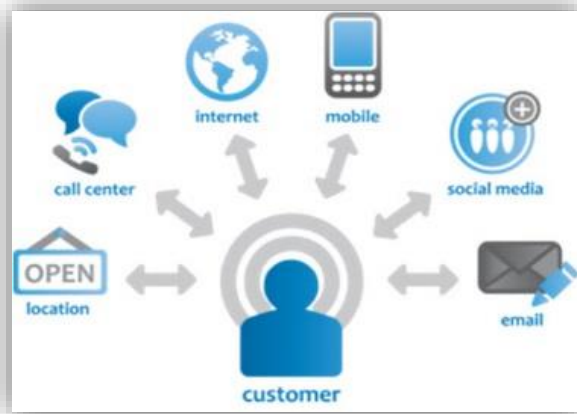 internet
mobile
call center
social media
OPEN
location
email
customer